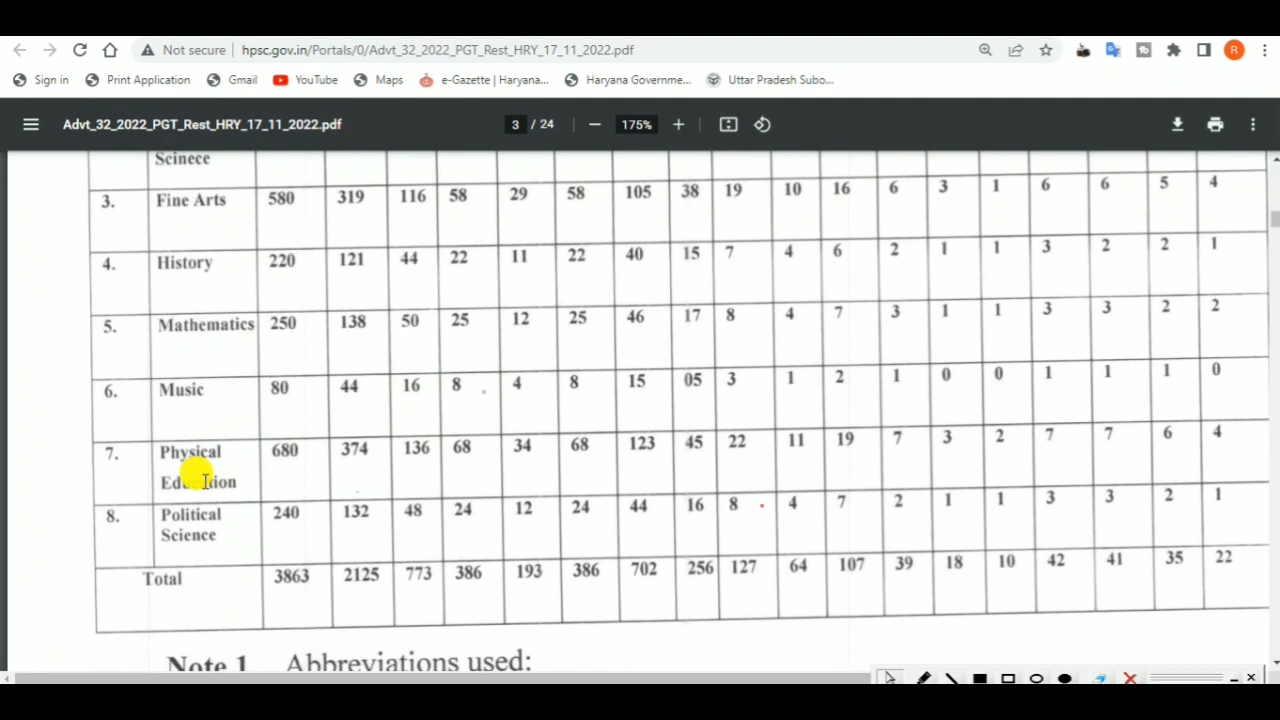 Not secure | hpsc.gov.in/Portals/0/Advt_32_2022_PGT_Rest_HRY_17_11_2022.pdf R
Sign in Print Application Gmail YouTube Maps e-Gazette | Haryana... Haryana Governme... Uttar Pradesh Subo...
Advt_32_2022_PGT_Rest_HRY_17_11_2022.pdf 3 / 24 175%
Scinece
3. Fine Arts 580 319 116 58 29 58 105 38 19 10 16 6 3 1 6 6 5 4
4. History 220 121 44 22 11 22 40 15 7 4 6 2 1 1 3 2 2 1
5. Mathematics 250 138 50 25 12 25 46 17 8 4 7 3 1 1 3 3 2 2
6. Music 80 44 16 8 4 8 15 05 3 1 2 1 0 0 1 1 1 0
7. Physical 680 374 136 68 34 68 123 45 22 11 19 7 3 2 7 7 6 4
Education
8. Political 240 132 48 24 12 24 44 16 8 4 7 2 1 1 3 3 2 1
Science
Total 3863 2125 773 386 193 386 702 256 127 64 107 39 18 10 42 41 35 22
Note 1. Abbreviations used: